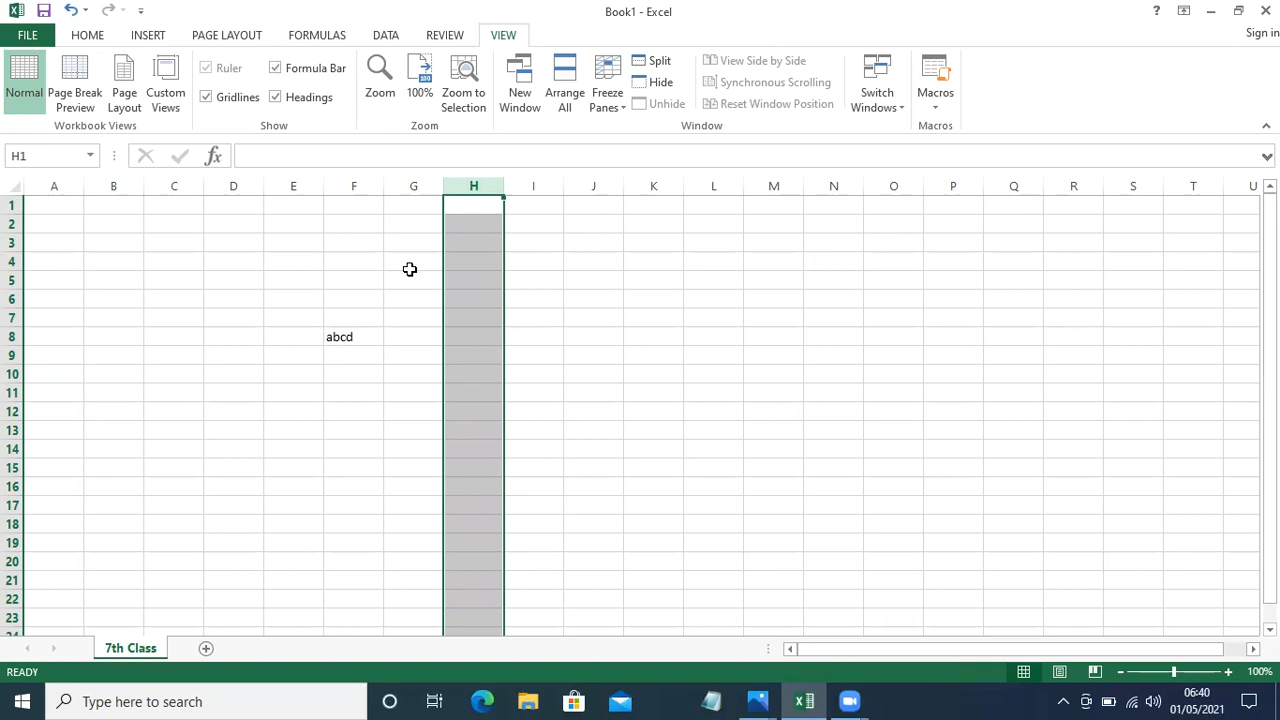 Book1 - Excel
?
FILE HOME INSERT PAGE LAYOUT FORMULAS DATA REVIEW VIEW Sign in
Normal Page Break Preview Page Layout Custom Views
Workbook Views
Ruler Formula Bar
Gridlines Headings
Show
Zoom 100% Zoom to Selection
Zoom
New Window Arrange All Freeze Panes
Split
Hide
Unhide
View Side by Side
Synchronous Scrolling
Reset Window Position
Switch Windows
Window
Macros
Macros
H1 fx
A B C D E F G H I J K L M N O P Q R S T U
1
2
3
4
5
6
7
8 abcd
9
10
11
12
13
14
15
16
17
18
19
20
21
22
23
24
7th Class
READY 100%
Type here to search
06:40
01/05/2021